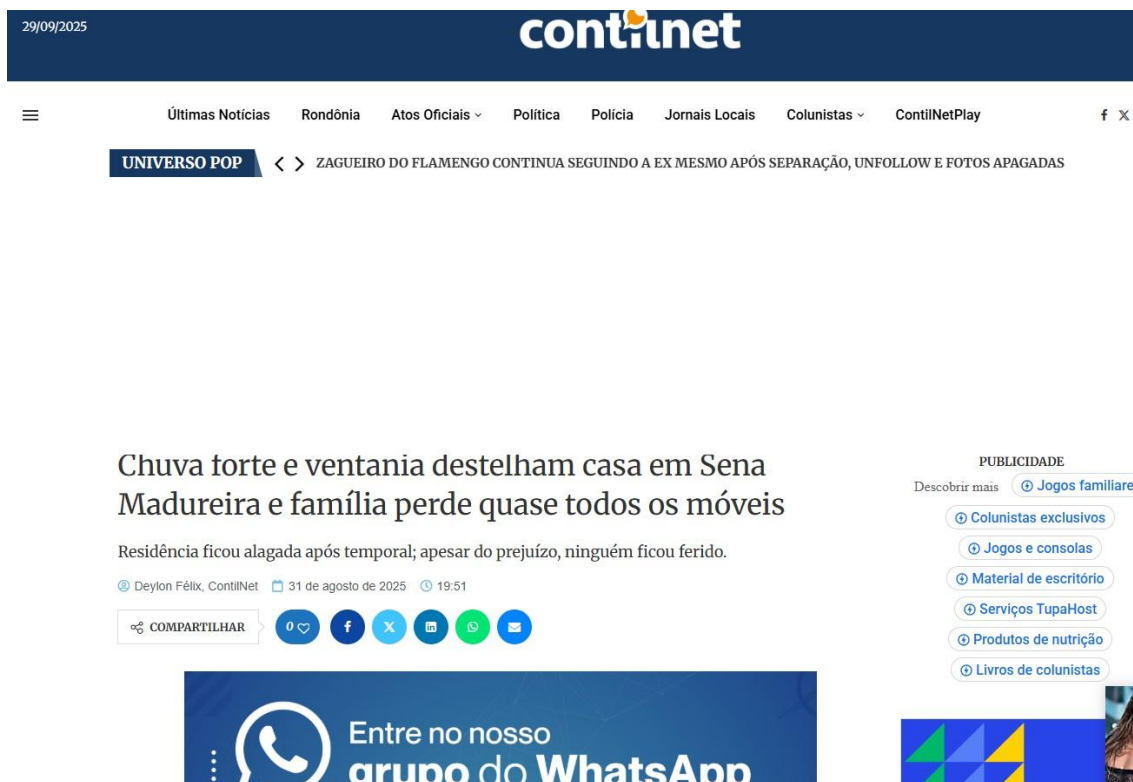 29/09/2025
contilnet
Últimas Notícias Rondônia Atos Oficiais Política Polícia Jornais Locais Colunistas ContilNetPlay
UNIVERSO POP ZAGUEIRO DO FLAMENGO CONTINUA SEGUINDO A EX MESMO APÓS SEPARAÇÃO, UNFOLLOW E FOTOS APAGADAS
Chuva forte e ventania destelham casa em Sena
Madureira e família perde quase todos os móveis
Residência ficou alagada após temporal; apesar do prejuízo, ninguém ficou ferido.
Deylon Félix, ContilNet 31 de agosto de 2025 19:51
COMPARTILHAR 0
Entre no nosso
grupo do WhatsApp
PUBLICIDADE
Descobrir mais Jogos familiare
Colunistas exclusivos
Jogos e consolas
Material de escritório
Serviços TupaHost
Produtos de nutrição
Livros de colunistas